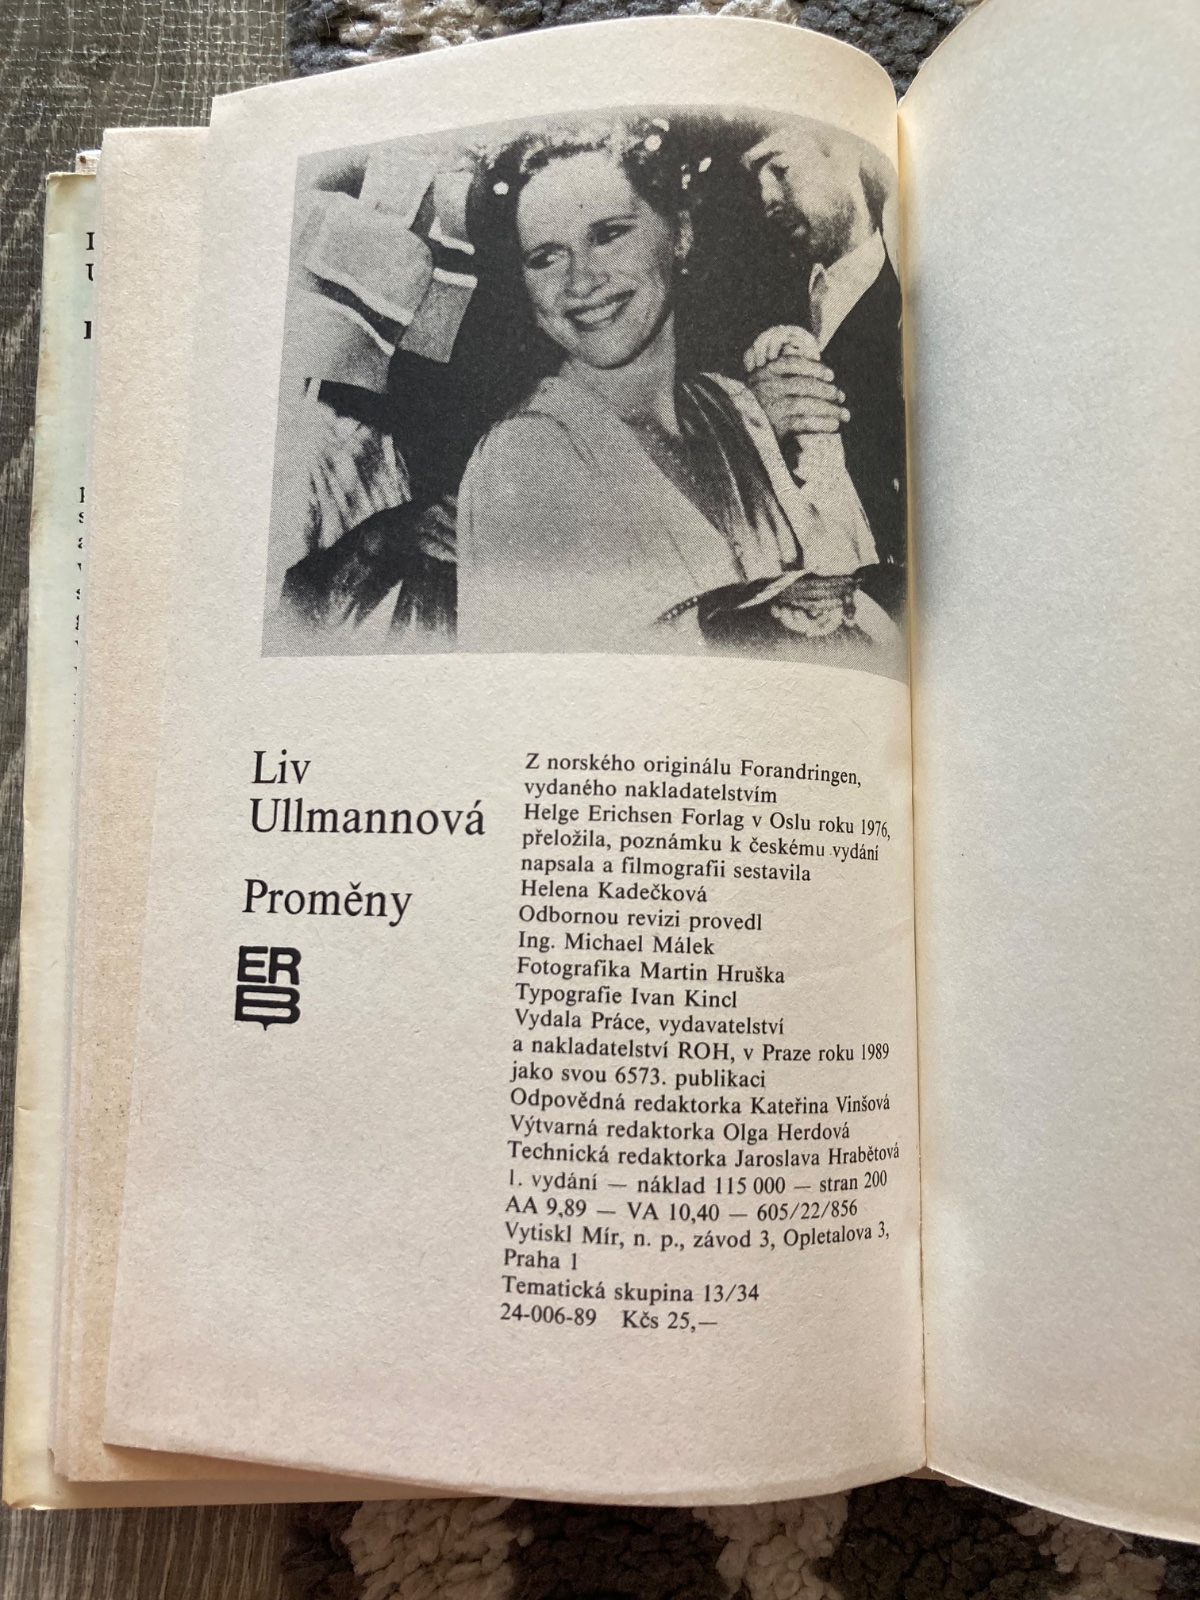 Liv
Ullmannová
Proměny
ER
B
Z norského originálu Forandringen,
vydaného nakladatelstvím
Helge Erichsen Forlag v Oslu roku 1976,
přeložila, poznámku k českému vydání
napsala a filmografii sestavila
Helena Kadečková
Odbornou revizi provedl
Ing. Michael Málek
Fotografika Martin Hruška
Typografie Ivan Kincl
Vydala Práce, vydavatelství
a nakladatelství ROH, v Praze roku 1989
jako svou 6573. publikaci
Odpovědná redaktorka Kateřina Vinšová
Výtvarná redaktorka Olga Herdová
Technická redaktorka Jaroslava Hrabětová
1. vydání — náklad 115 000 — stran 200
AA 9,89 — VA 10,40 — 605/22/856
Vytiskl Mír, n. p., závod 3, Opletalova 3,
Praha 1
Tematická skupina 13/34
24-006-89 Kčs 25,—